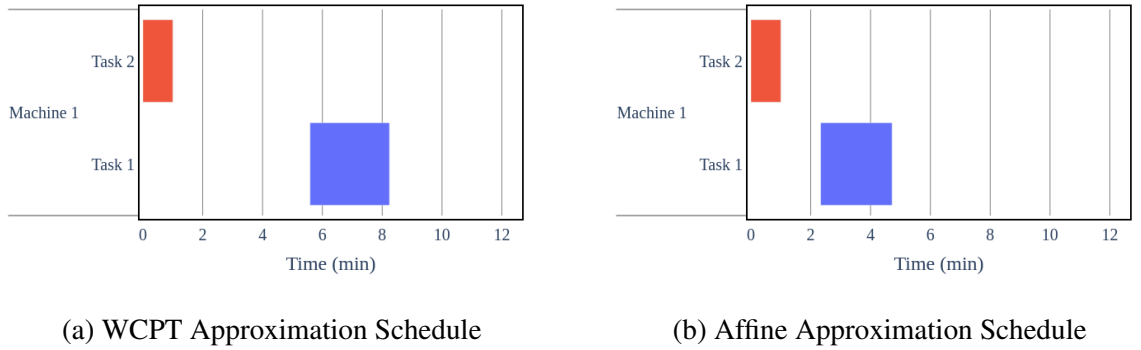 Task 2
Machine 1
Task 1
0 2 4 6 8 10 12
Time (min)
(a) WCPT Approximation Schedule
Task 2
Machine 1
Task 1
0 2 4 6 8 10 12
Time (min)
(b) Affine Approximation Schedule